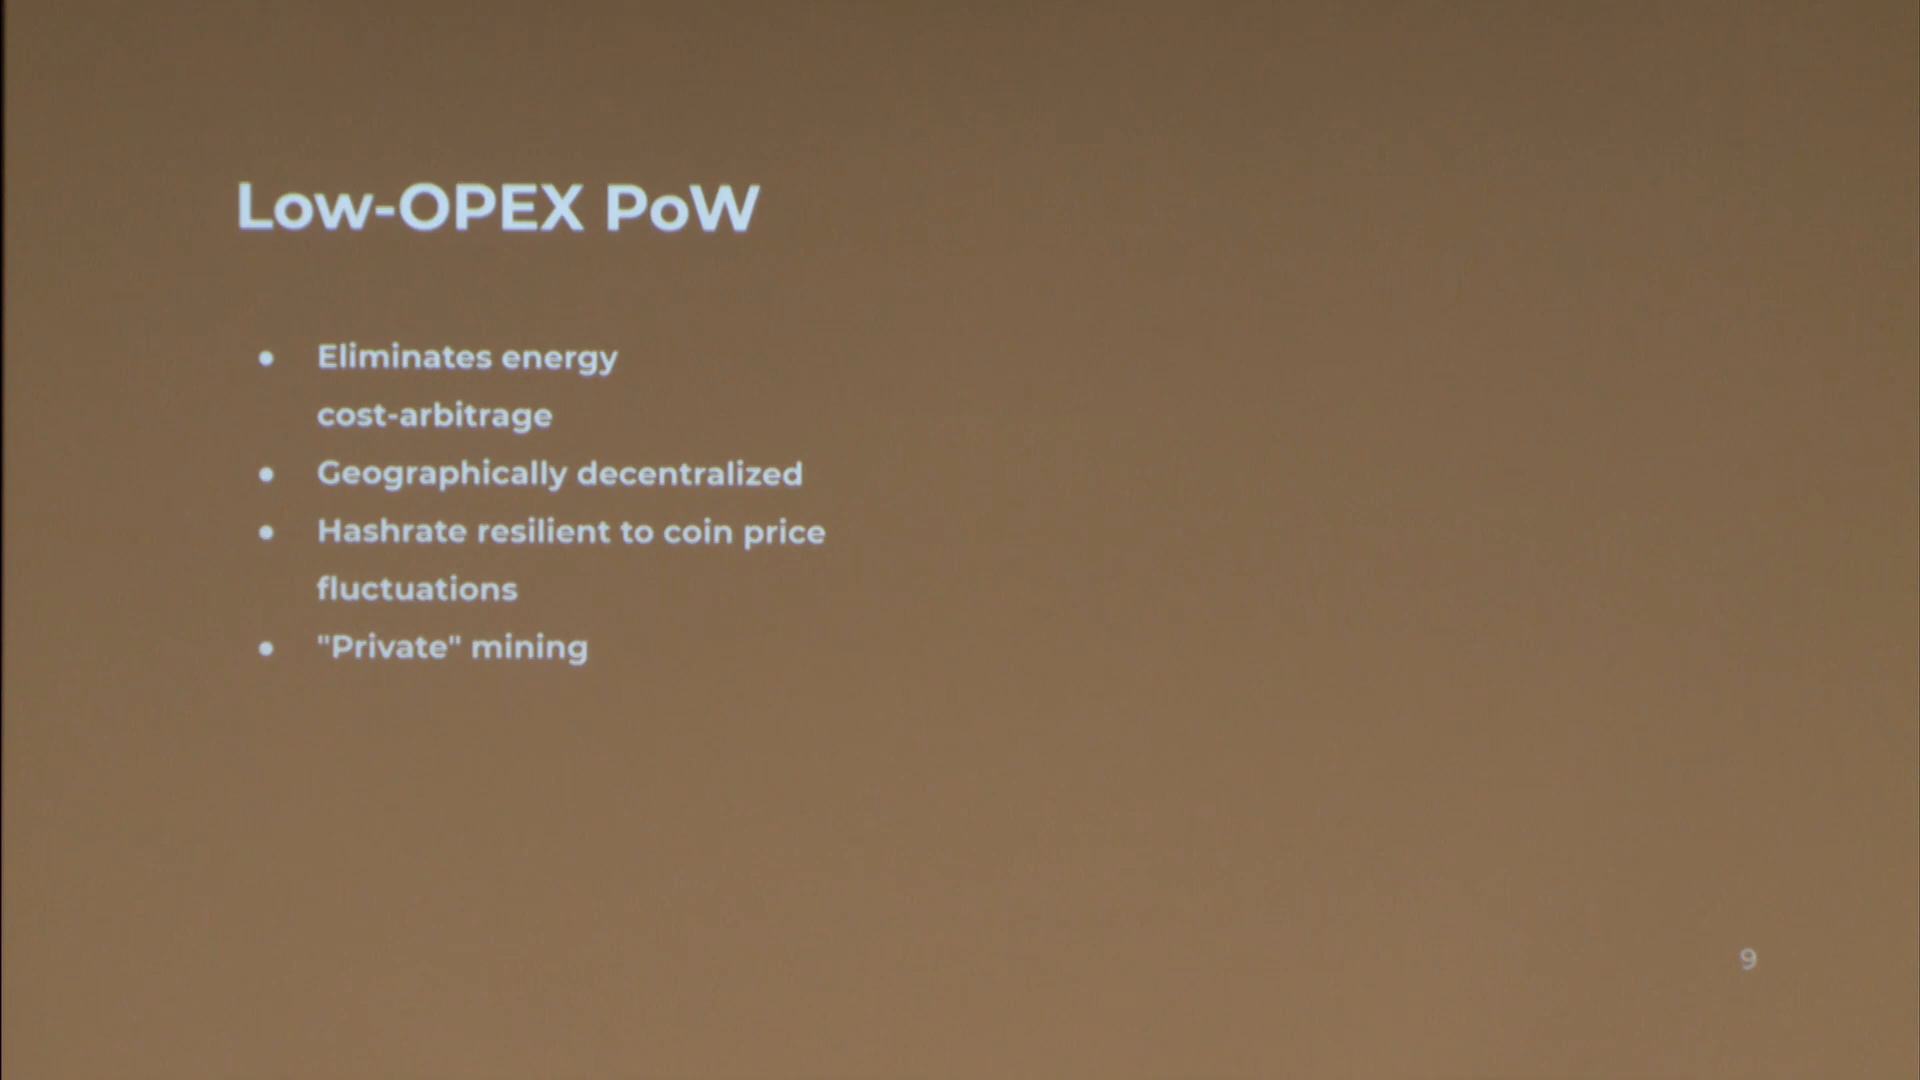 Low-OPEX PoW
● Eliminates energy
cost-arbitrage
● Geographically decentralized
● Hashrate resilient to coin price
fluctuations
● "Private" mining
9